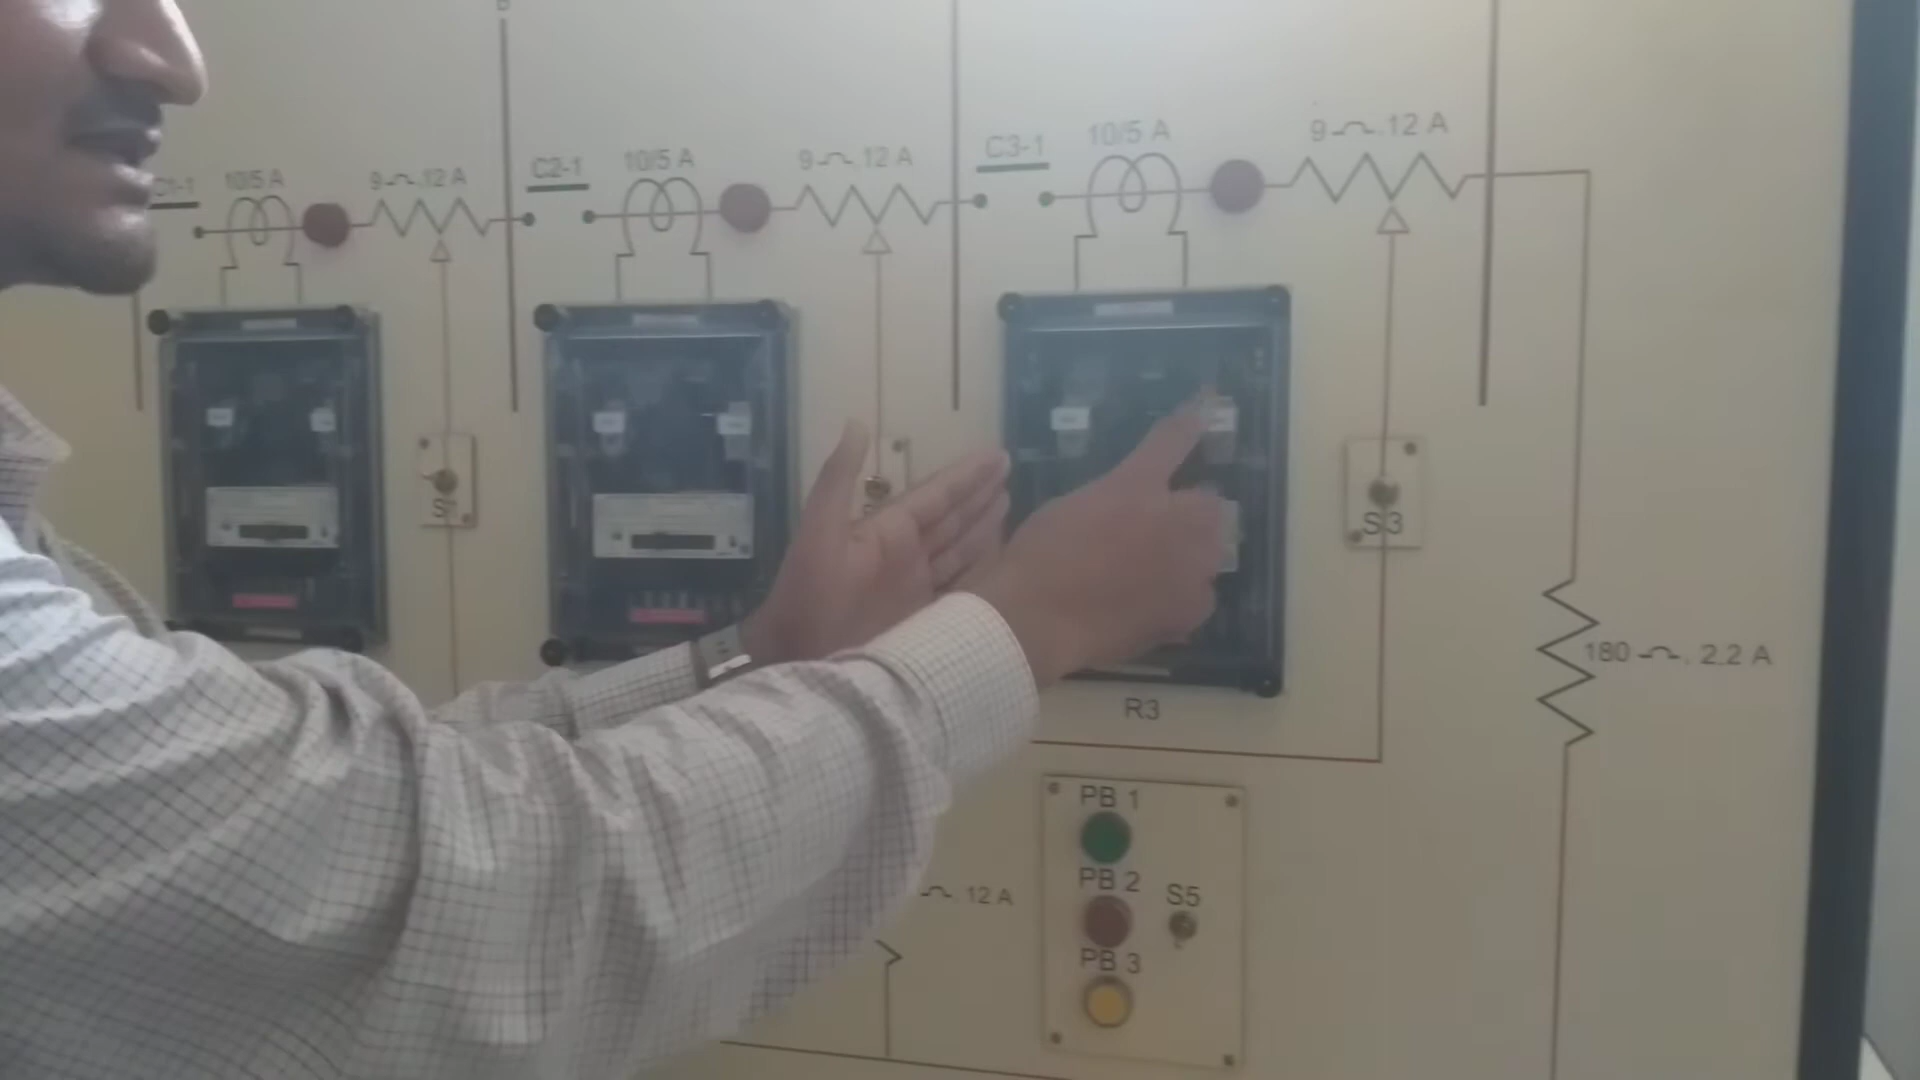 B
C1-1
10/5 A
9 .12 A
C2-1
10/5 A
9 .12 A
C3-1
10/5 A
9 .12 A
S1
S3
180 . 2.2 A
R3
PB 1
PB 2
S5
PB 3
. 12 A